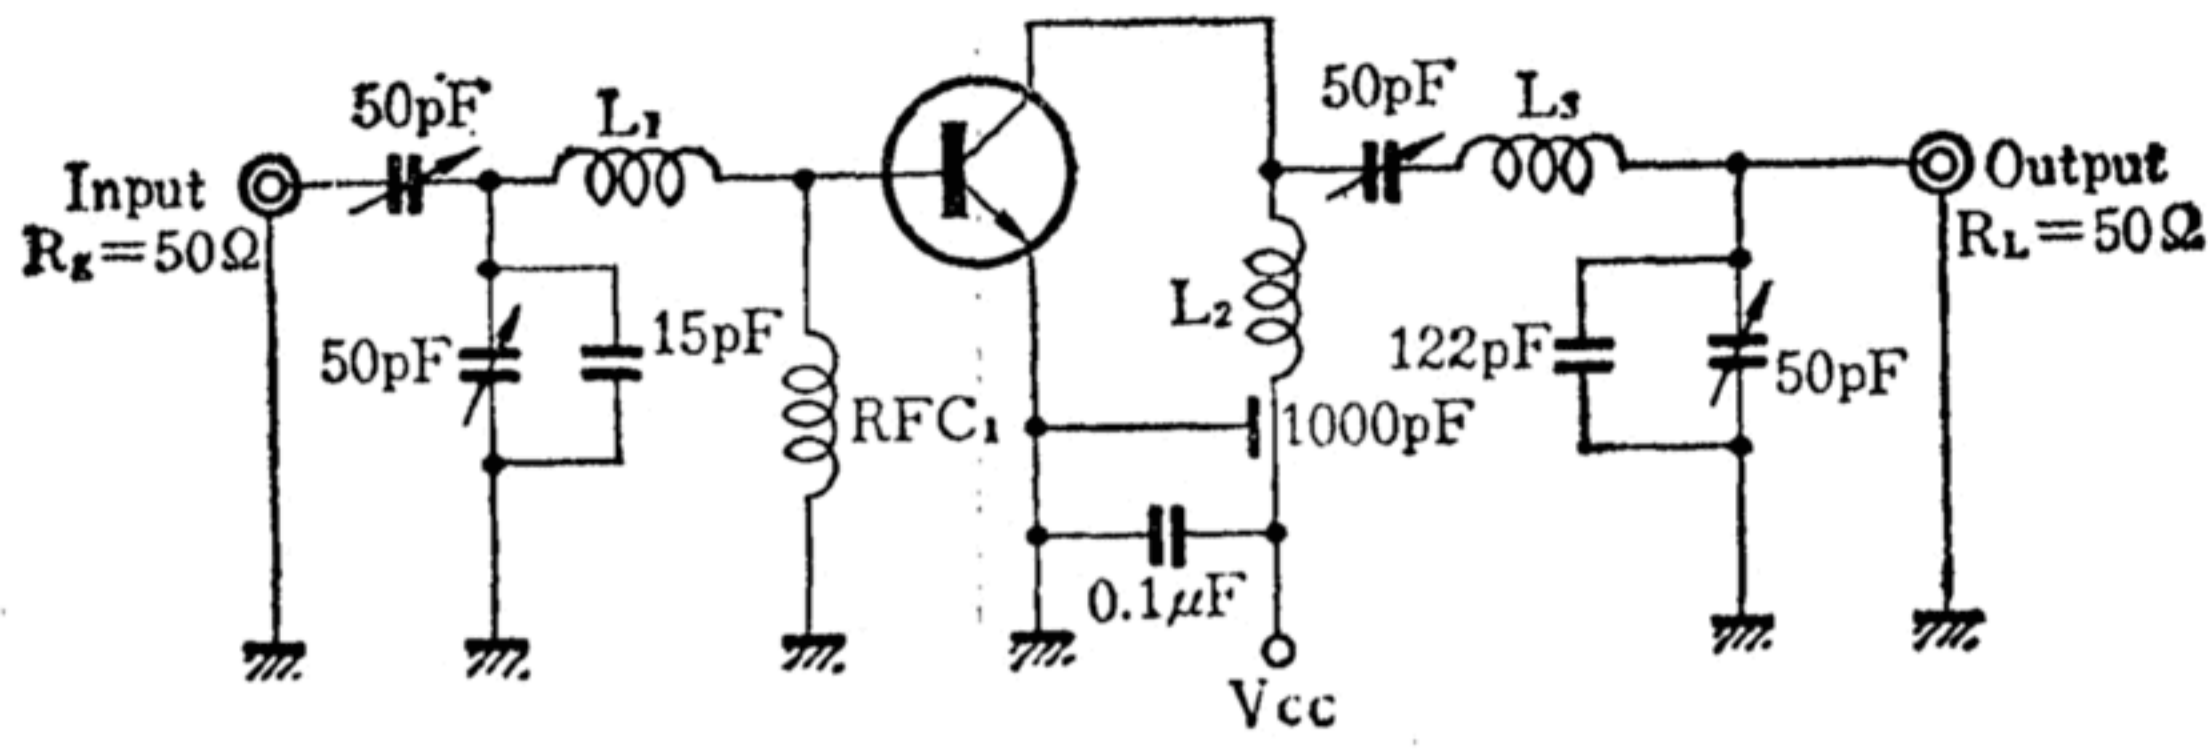 50pF
L1
50pF
L3
Input
Rg=50Ω
Output
RL=50Ω
50pF
15pF
RFC1
L2
1000pF
122pF
50pF
0.1μF
Vcc